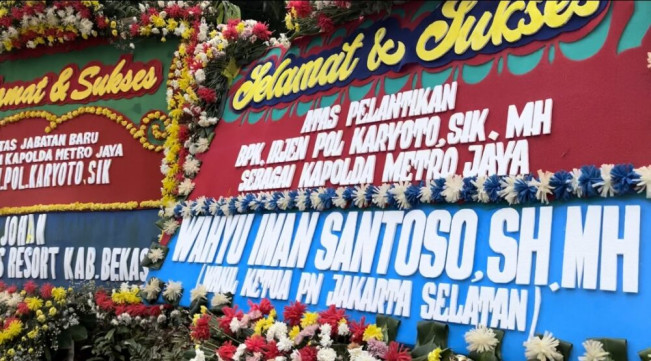 amat & Sukses
TAS JABATAN BARU
I KAPOLDA METRO JAYA
J.POL.KARYOTO.SIK
JOHAN
S RESORT KAB.BEKAS
Selamat & Sukses
ATAS PELANTIKAN
BPK. IRJEN POL KARYOTO, SIK. MH
SEBAGAI KAPOLDA METRO JAYA
WAHYU IMAN SANTOSO, SH. MH
(WAKIL KETUA PN JAKARTA SELATAN)